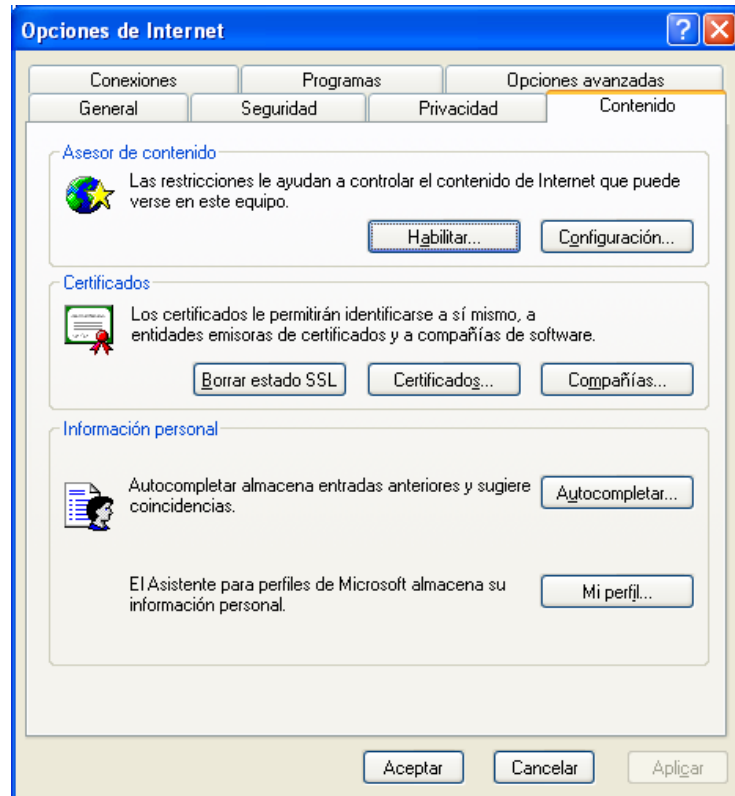 Opciones de Internet
Conexiones Programas Opciones avanzadas
General Seguridad Privacidad Contenido
Asesor de contenido
Las restricciones le ayudan a controlar el contenido de Internet que puede
verse en este equipo.
Habilitar... Configuración...
Certificados
Los certificados le permitirán identificarse a sí mismo, a
entidades emisoras de certificados y a compañías de software.
Borrar estado SSL Certificados... Compañías...
Información personal
Autocompletar almacena entradas anteriores y sugiere
coincidencias.
Autocompletar...
El Asistente para perfiles de Microsoft almacena su
información personal.
Mi perfil...
Aceptar Cancelar Aplicar